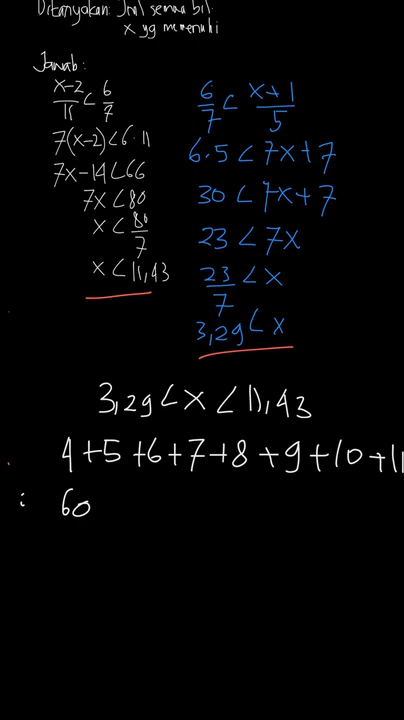 Ditanyakan: Jml semua bil.
x yg memenuhi
Jawab:
x-2/11 < 6/7
7(x-2)<6·11
7x-14<66
7x<80
x<80/7
x<11,43
6/7 < x+1/5
6·5<7x+7
30<7x+7
23<7x
23/7<x
3,29<x
3,29<x<11,43
4+5+6+7+8+9+10+11
: 60